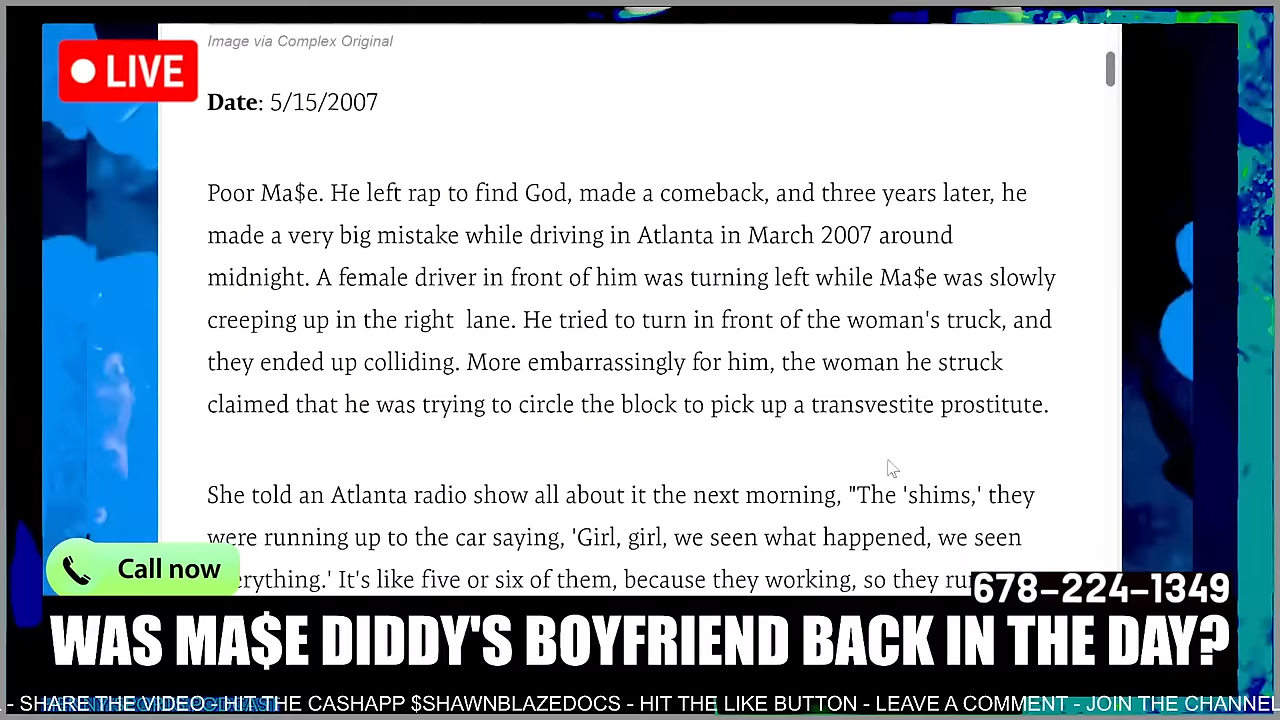 Image via Complex Original
LIVE
Date: 5/15/2007
Poor Ma$e. He left rap to find God, made a comeback, and three years later, he
made a very big mistake while driving in Atlanta in March 2007 around
midnight. A female driver in front of him was turning left while Ma$e was slowly
creeping up in the right lane. He tried to turn in front of the woman's truck, and
they ended up colliding. More embarrassingly for him, the woman he struck
claimed that he was trying to circle the block to pick up a transvestite prostitute.
She told an Atlanta radio show all about it the next morning, "The 'shims,' they
were running up to the car saying, 'Girl, girl, we seen what happened, we seen
Call now
It's like five or six of them, because they working, so they
678-224-1349
WAS MA$E DIDDY'S BOYFRIEND BACK IN THE DAY?
- SHARE THE VIDEO - HIT THE CASHAPP $SHAWNBLAZEDOCS - HIT THE LIKE BUTTON - LEAVE A COMMENT - JOIN THE CHANNEL